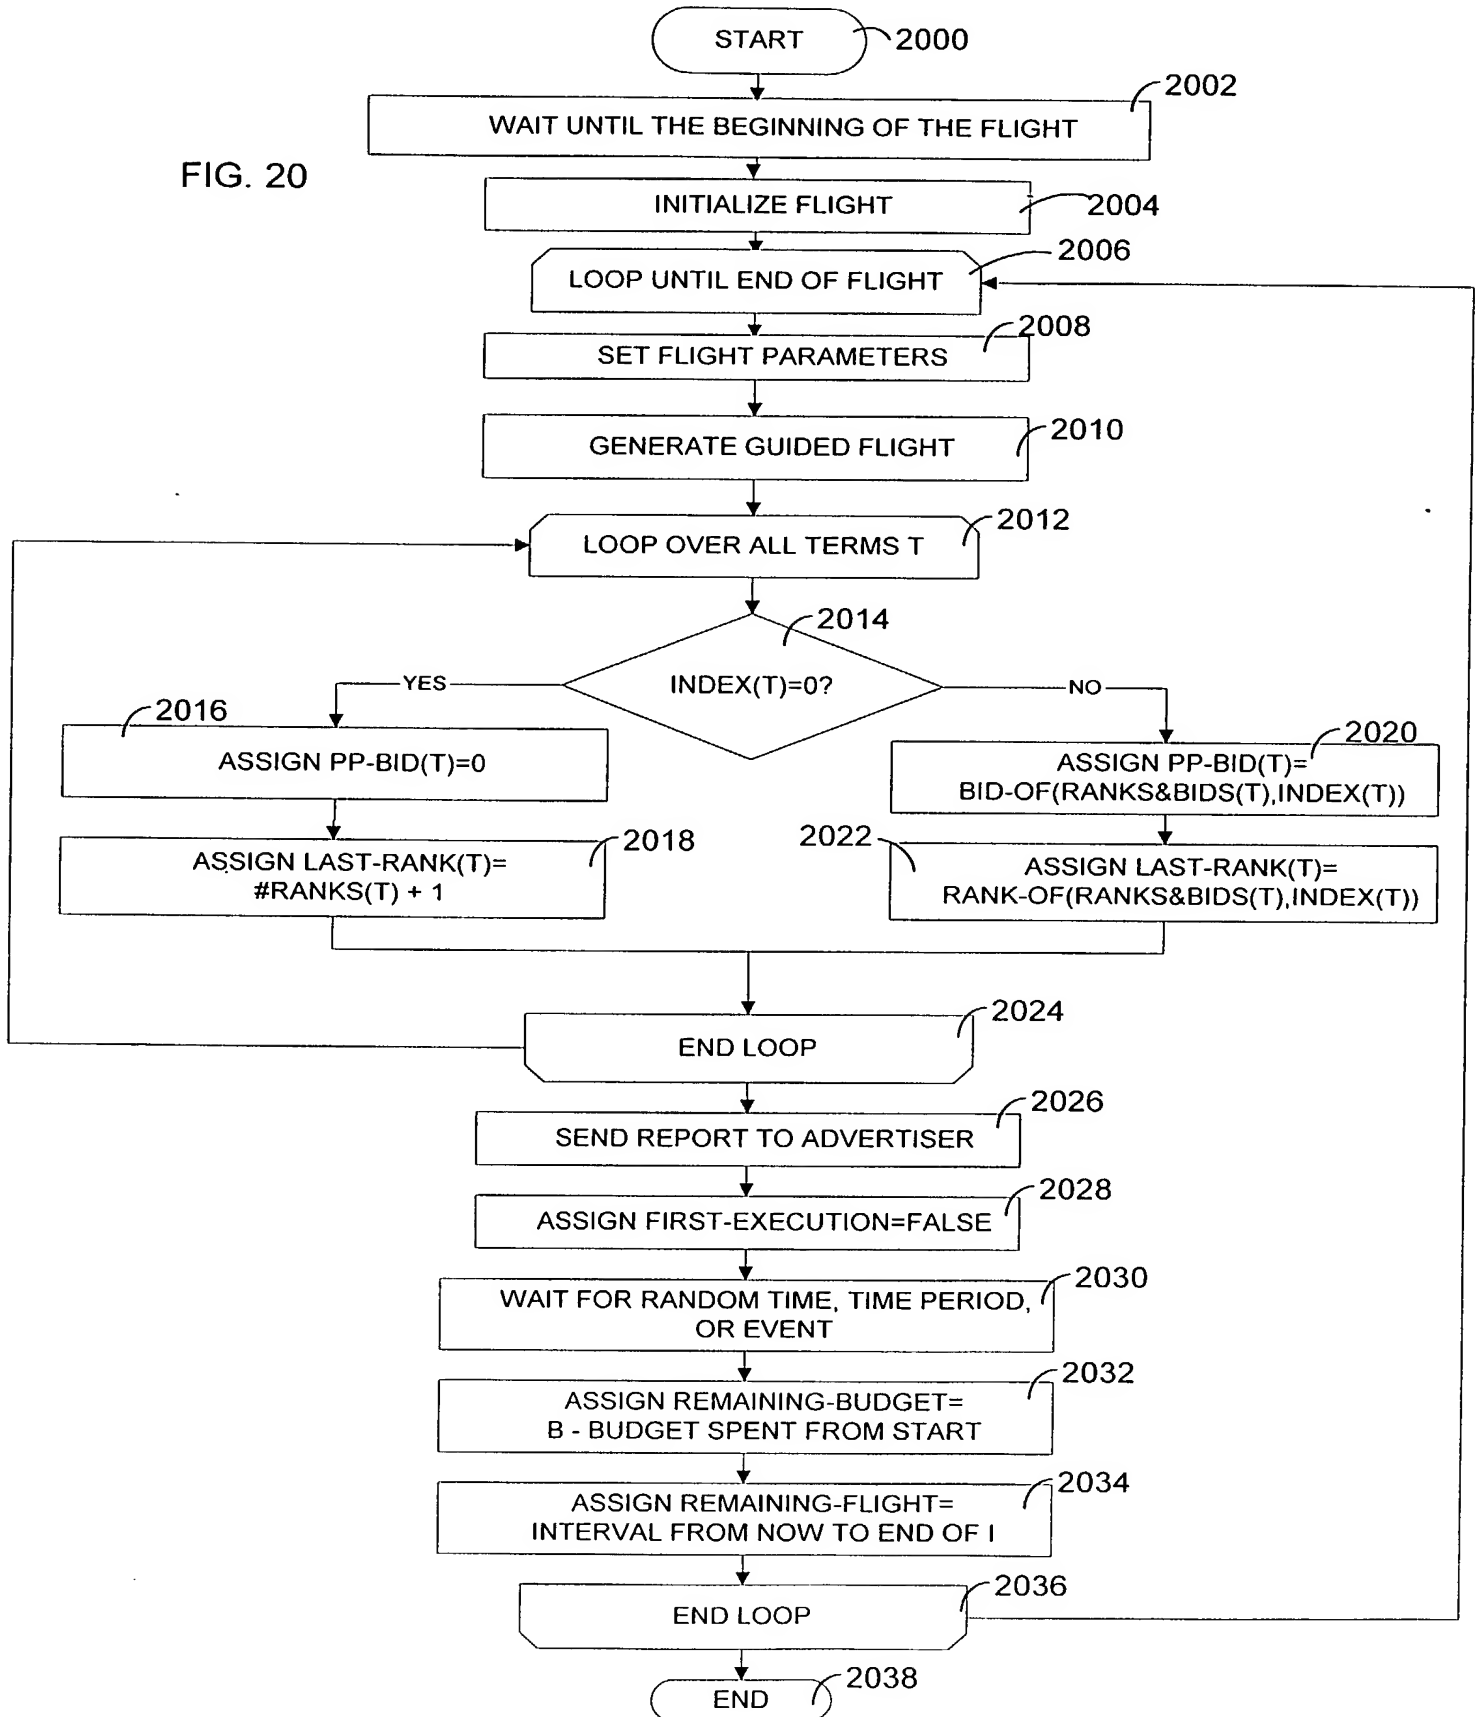 START
2000
2002
WAIT UNTIL THE BEGINNING OF THE FLIGHT
FIG. 20
INITIALIZE FLIGHT
2004
2006
LOOP UNTIL END OF FLIGHT
2008
SET FLIGHT PARAMETERS
2010
GENERATE GUIDED FLIGHT
2012
LOOP OVER ALL TERMS T
2014
INDEX(T)=0?
YES
NO
2016
ASSIGN PP-BID(T)=0
2018
ASSIGN LAST-RANK(T)=
#RANKS(T) + 1
2020
ASSIGN PP-BID(T)=
BID-OF(RANKS&BIDS(T),INDEX(T))
2022
ASSIGN LAST-RANK(T)=
RANK-OF(RANKS&BIDS(T),INDEX(T))
2024
END LOOP
2026
SEND REPORT TO ADVERTISER
2028
ASSIGN FIRST-EXECUTION=FALSE
2030
WAIT FOR RANDOM TIME, TIME PERIOD,
OR EVENT
2032
ASSIGN REMAINING-BUDGET=
B - BUDGET SPENT FROM START
2034
ASSIGN REMAINING-FLIGHT=
INTERVAL FROM NOW TO END OF I
2036
END LOOP
2038
END